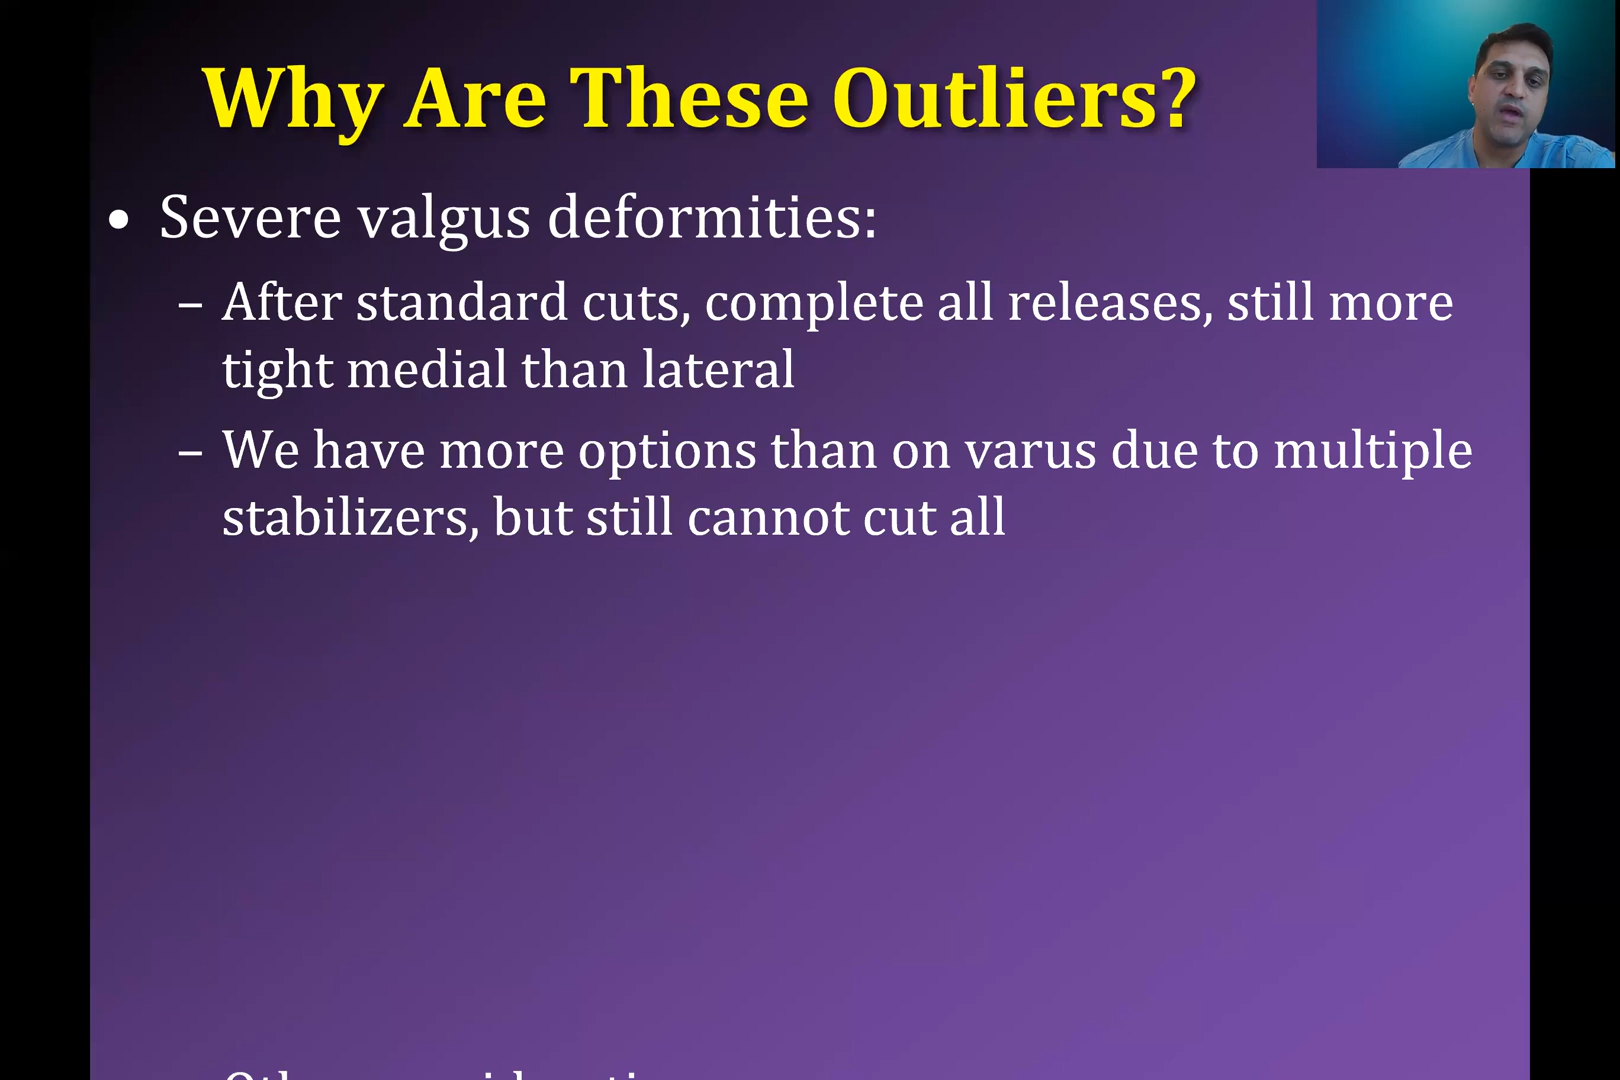 Why Are These Outliers?
• Severe valgus deformities:
– After standard cuts, complete all releases, still more
tight medial than lateral
– We have more options than on varus due to multiple
stabilizers, but still cannot cut all